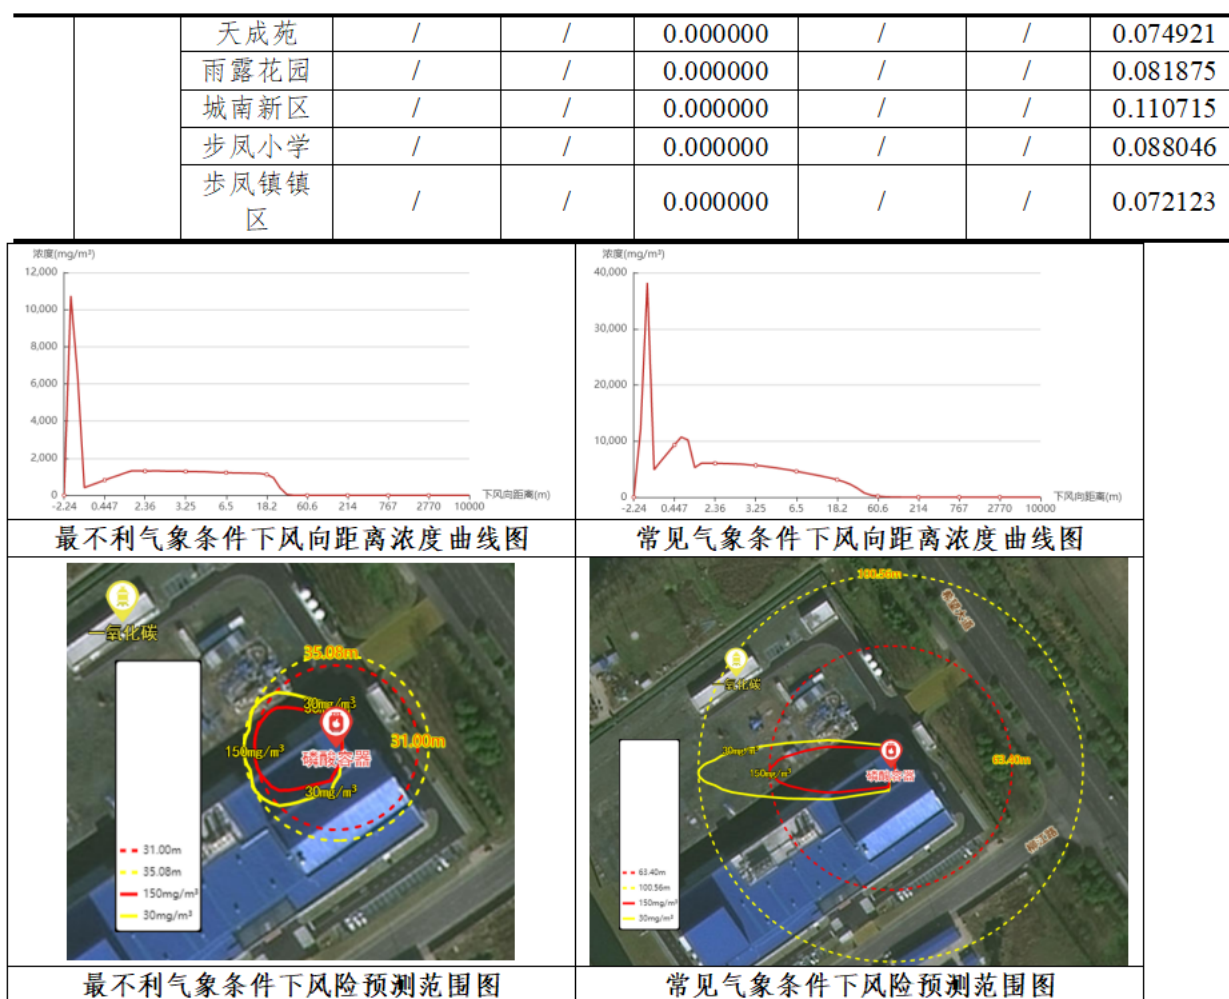 天成苑 / / 0.000000 / / 0.074921
雨露花园 / / 0.000000 / / 0.081875
城南新区 / / 0.000000 / / 0.110715
步凤小学 / / 0.000000 / / 0.088046
步凤镇镇区 / / 0.000000 / / 0.072123
浓度(mg/m³)
12,000
10,000
8,000
6,000
4,000
2,000
0
-2.24 0.447 2.36 3.25 6.5 18.2 60.6 214 767 2770 10000
下风向距离(m)
浓度(mg/m³)
40,000
30,000
20,000
10,000
0
-2.24 0.447 2.36 3.25 6.5 18.2 60.6 214 767 2770 10000
下风向距离(m)
最不利气象条件下风向距离浓度曲线图
常见气象条件下风向距离浓度曲线图
一氧化碳
35.08m
30mg/m³
150mg/m³
31.00m
磷酸容器
30mg/m³
31.00m
35.08m
150mg/m³
30mg/m³
100.56m
希望大道
一氧化碳
30mg/m³
150mg/m³
磷酸容器
63.40m
63.40m
100.56m
150mg/m³
30mg/m³
最不利气象条件下风险预测范围图
常见气象条件下风险预测范围图